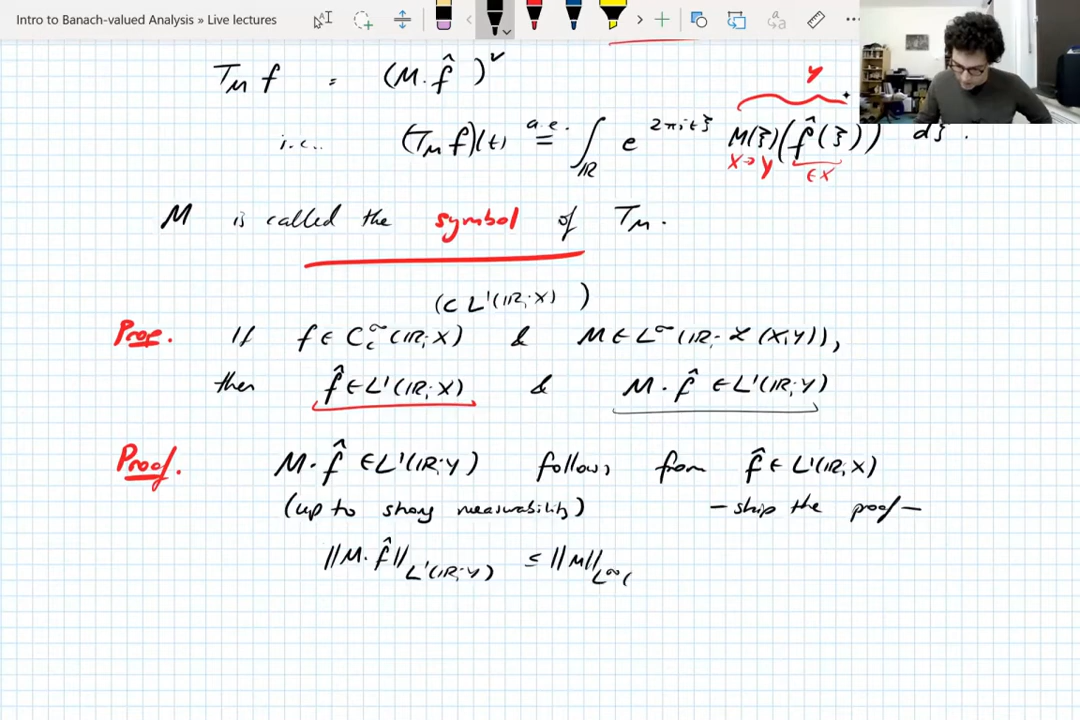 Intro to Banach-valued Analysis » Live lectures
T_M f = (M · f̂)ˇ
Y
i.e. (T_M f)(t) a.e. = ∫_ℝ e^{2πitξ} M(ξ)(f̂(ξ)) dξ.
X→Y ∈X
M is called the symbol of T_M.
(⊂ L¹(ℝ; X))
Prop. If f ∈ C_c^∞(ℝ; X) & M ∈ L^∞(ℝ; L(X,Y)),
then f̂ ∈ L¹(ℝ; X) & M · f̂ ∈ L¹(ℝ; Y)
Proof. M · f̂ ∈ L¹(ℝ; Y) follows from f̂ ∈ L¹(ℝ; X)
(up to strong measurability) — skip the proof —
‖M · f̂‖_{L¹(ℝ; Y)} ≤ ‖M‖_{L^∞(